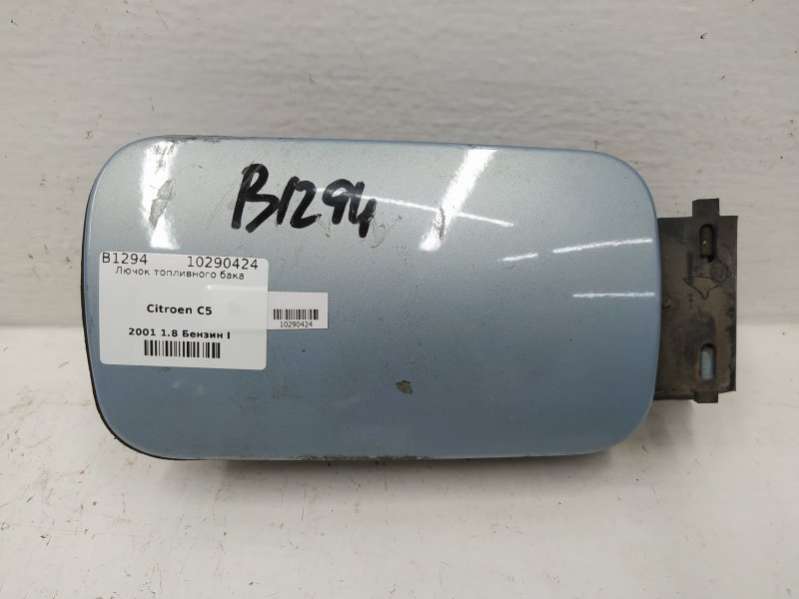 B1294
B1294 10290424
Лючок топливного бака
Citroen C5
2001 1.8 Бензин I
10290424